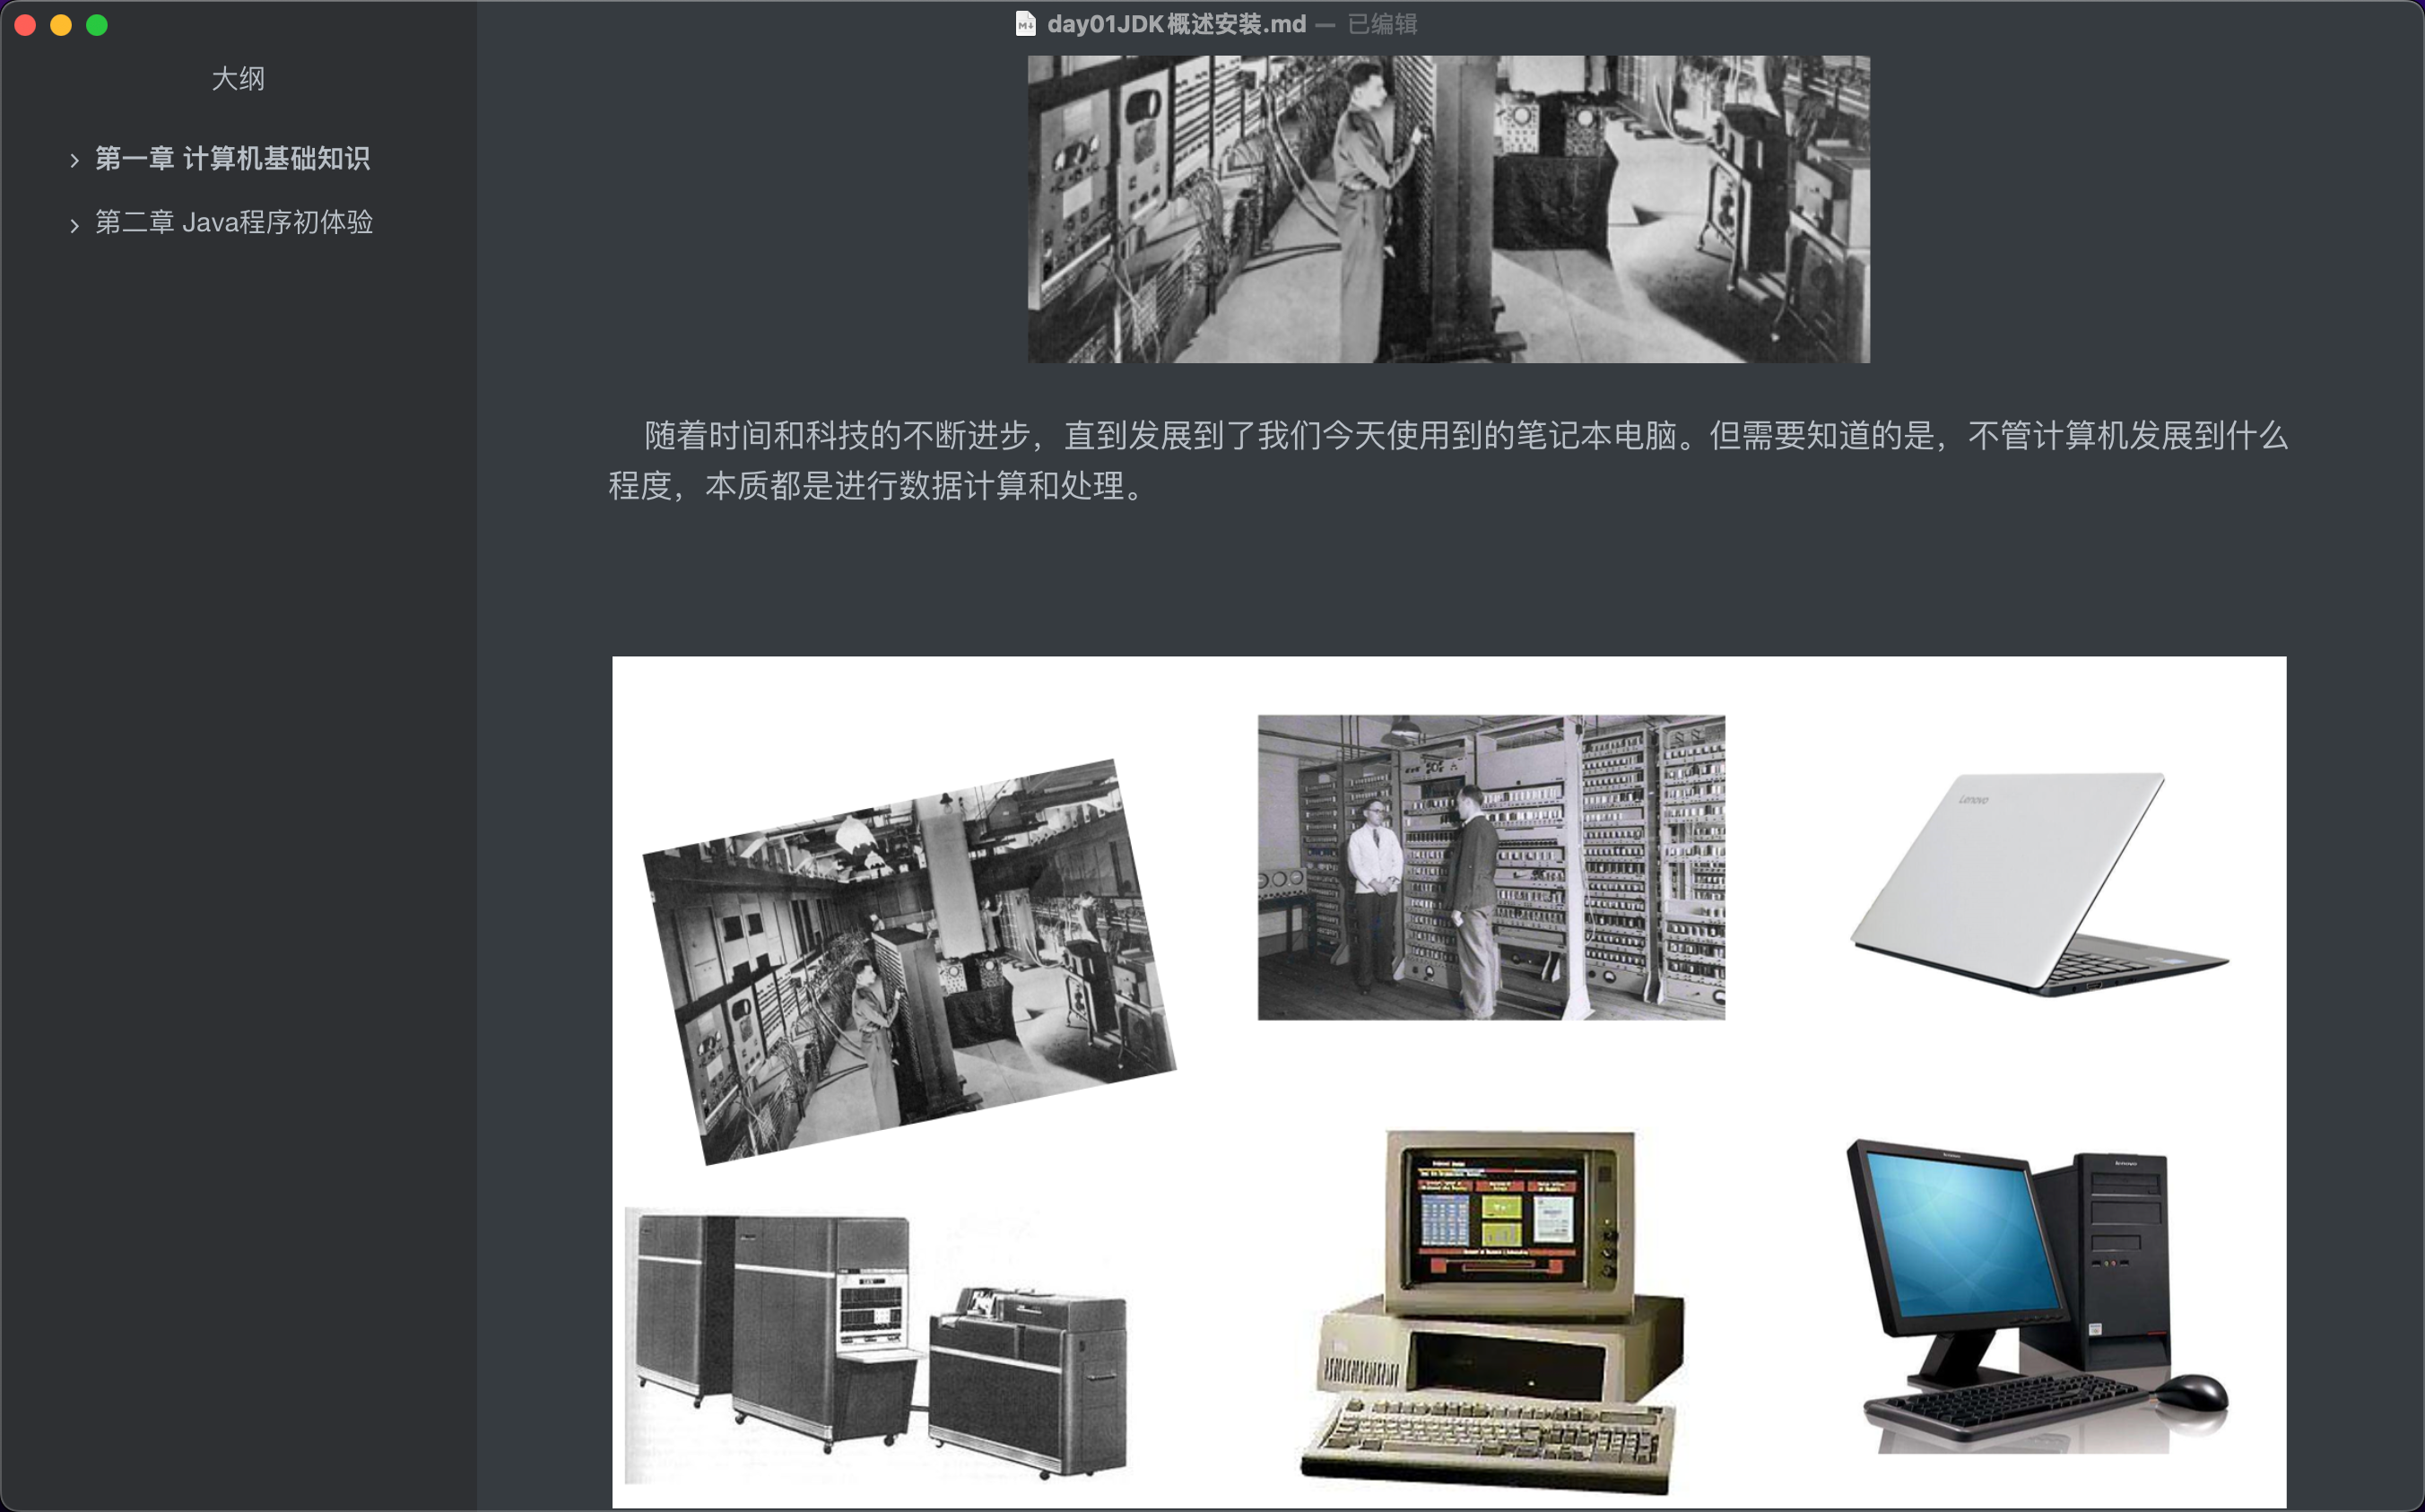 day01JDK概述安装.md — 已编辑
大纲
第一章 计算机基础知识
第二章 Java程序初体验
随着时间和科技的不断进步，直到发展到了我们今天使用到的笔记本电脑。但需要知道的是，不管计算机发展到什么
程度，本质都是进行数据计算和处理。
Lenovo